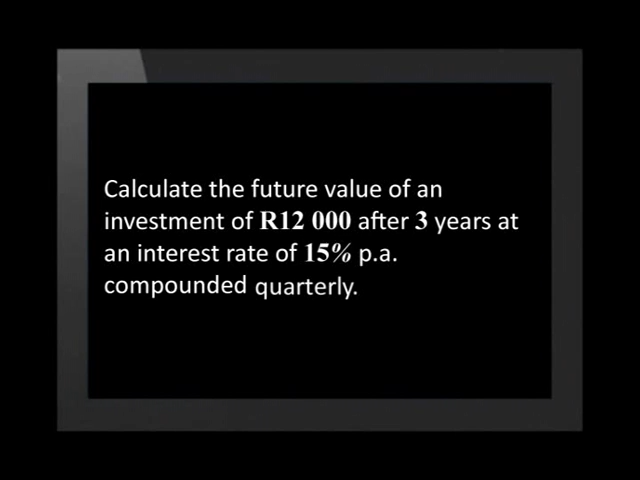 Calculate the future value of an
investment of R12 000 after 3 years at
an interest rate of 15% p.a.
compounded quarterly.